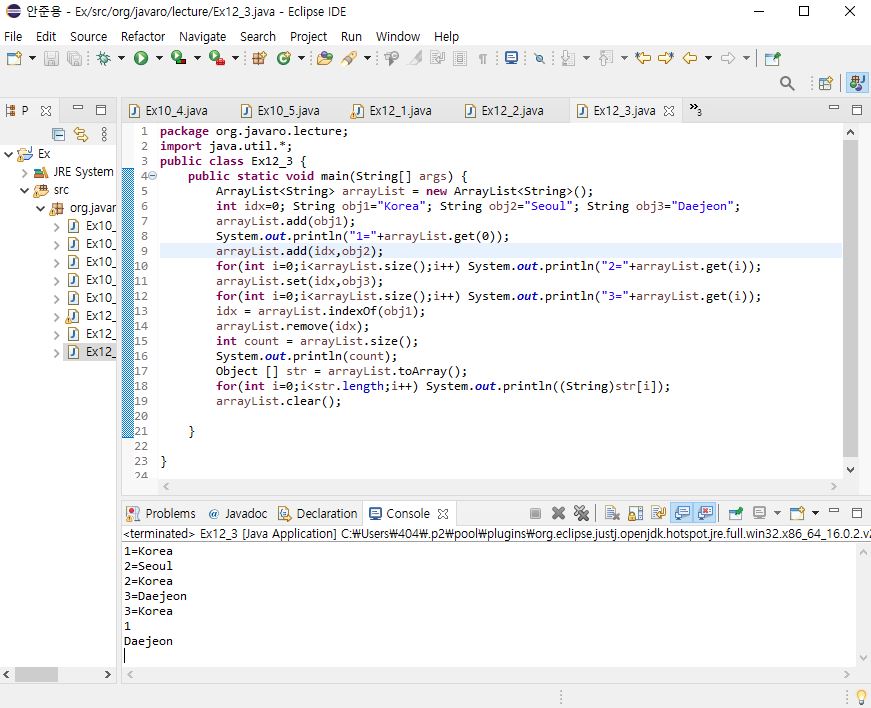 안준용 - Ex/src/org/javaro/lecture/Ex12_3.java - Eclipse IDE
File Edit Source Refactor Navigate Search Project Run Window Help
P
Ex10_4.java Ex10_5.java Ex12_1.java Ex12_2.java Ex12_3.java »3
Ex
JRE System
src
org.javar
Ex10_
Ex10_
Ex10_
Ex10_
Ex10_
Ex12_
Ex12_
Ex12_
1 package org.javaro.lecture;
2 import java.util.*;
3 public class Ex12_3 {
4 public static void main(String[] args) {
5 ArrayList<String> arrayList = new ArrayList<String>();
6 int idx=0; String obj1="Korea"; String obj2="Seoul"; String obj3="Daejeon";
7 arrayList.add(obj1);
8 System.out.println("1="+arrayList.get(0));
9 arrayList.add(idx,obj2);
10 for(int i=0;i<arrayList.size();i++) System.out.println("2="+arrayList.get(i));
11 arrayList.set(idx,obj3);
12 for(int i=0;i<arrayList.size();i++) System.out.println("3="+arrayList.get(i));
13 idx = arrayList.indexOf(obj1);
14 arrayList.remove(idx);
15 int count = arrayList.size();
16 System.out.println(count);
17 Object [] str = arrayList.toArray();
18 for(int i=0;i<str.length;i++) System.out.println((String)str[i]);
19 arrayList.clear();
20
21 }
22
23 }
24
Problems @ Javadoc Declaration Console
<terminated> Ex12_3 [Java Application] C:₩Users₩404₩.p2₩pool₩plugins₩org.eclipse.justj.openjdk.hotspot.jre.full.win32.x86_64_16.0.2.v2
1=Korea
2=Seoul
2=Korea
3=Daejeon
3=Korea
1
Daejeon